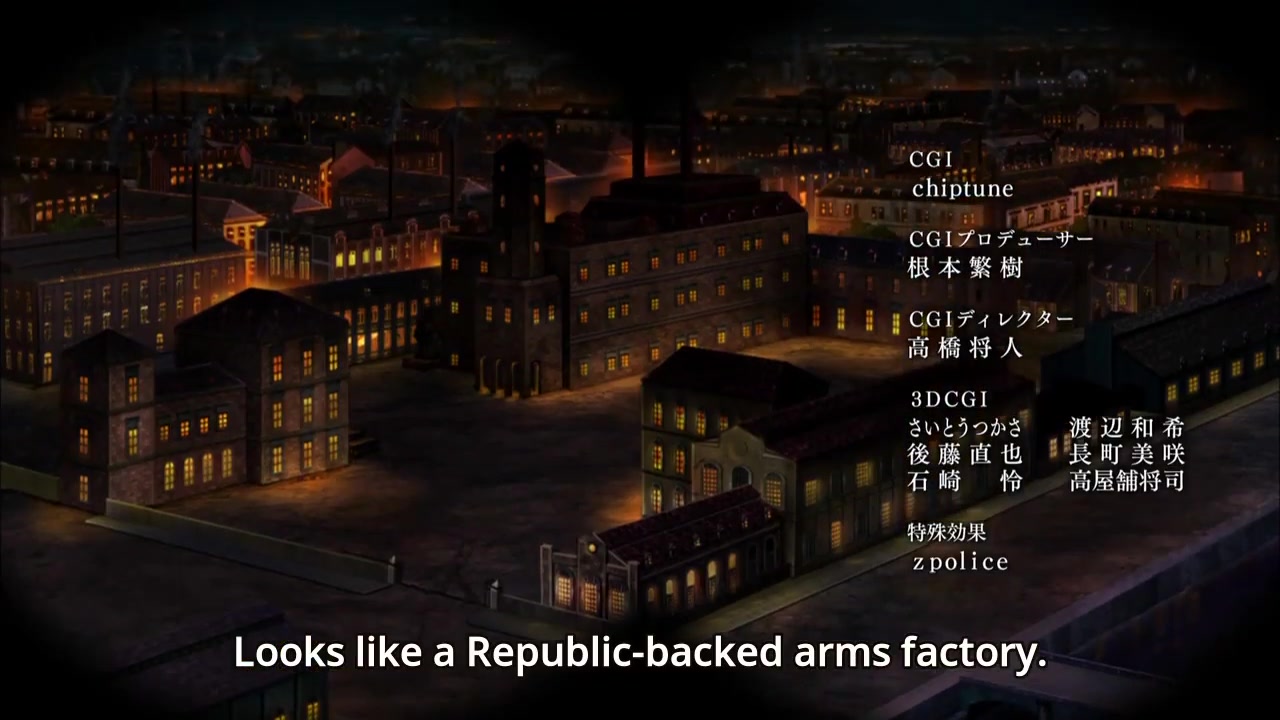 CGI
chiptune
CGIプロデューサー
根本繁樹
CGIディレクター
高橋将人
3DCGI
さいとうつかさ 渡辺和希
後藤直也 長町美咲
石崎 怜 高屋舗将司
特殊効果
zpolice
Looks like a Republic-backed arms factory.